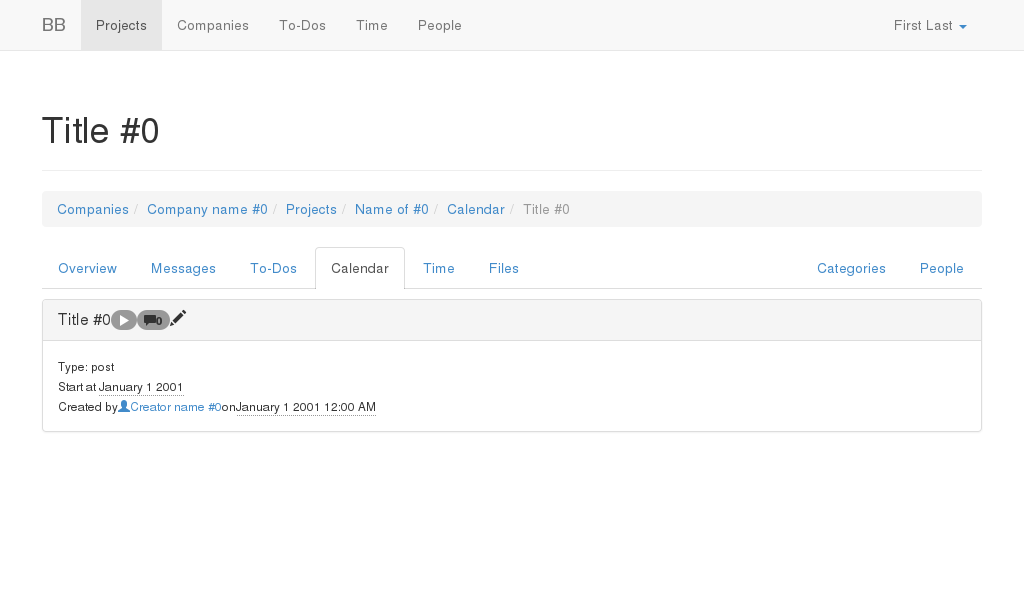 BB Projects Companies To-Dos Time People First Last
Title #0
Companies / Company name #0 / Projects / Name of #0 / Calendar / Title #0
Overview Messages To-Dos Calendar Time Files Categories People
Title #0 0
Type: post
Start at January 1 2001
Created by Creator name #0 on January 1 2001 12:00 AM